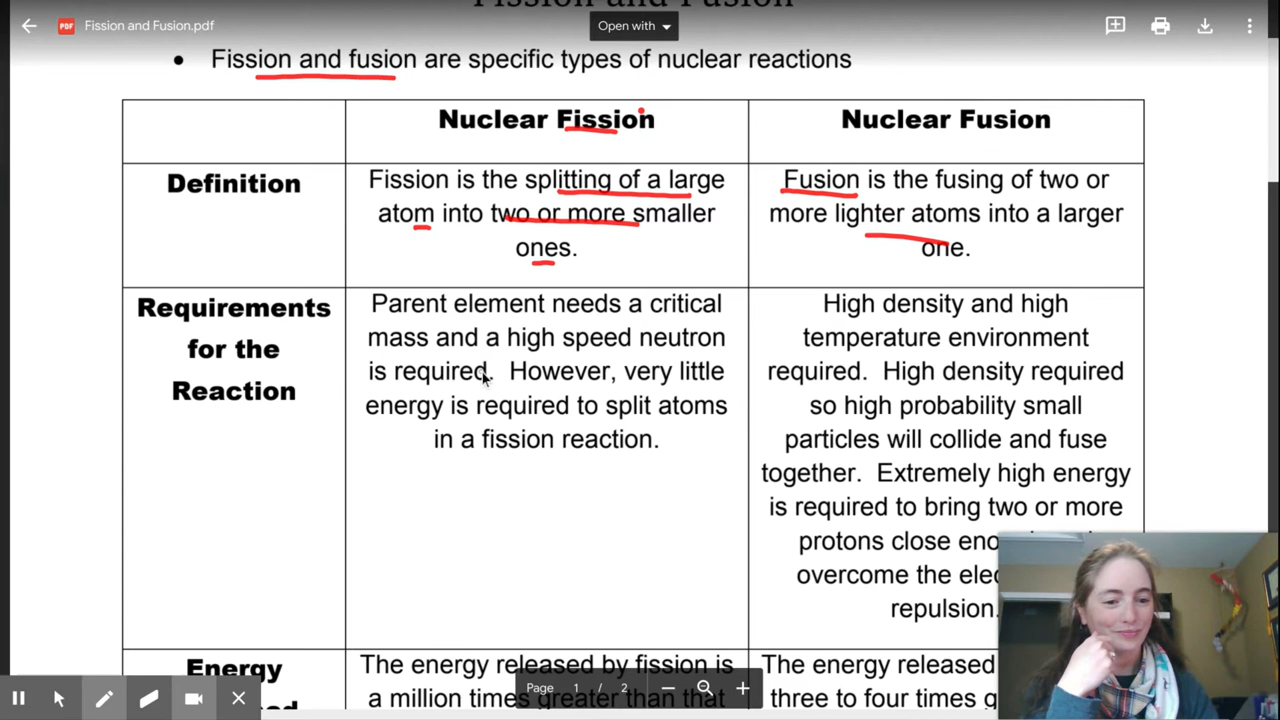 Fission and Fusion
Fission and Fusion.pdf
Open with
• Fission and fusion are specific types of nuclear reactions
Nuclear Fission
Nuclear Fusion
Definition
Fission is the splitting of a large
atom into two or more smaller
ones.
Fusion is the fusing of two or
more lighter atoms into a larger
one.
Requirements
for the
Reaction
Parent element needs a critical
mass and a high speed neutron
is required. However, very little
energy is required to split atoms
in a fission reaction.
High density and high
temperature environment
required. High density required
so high probability small
particles will collide and fuse
together. Extremely high energy
is required to bring two or more
protons close
overcome the
repulsion.
Energy
The energy released by fission is
a million times greater than that
The energy released
three to four times
Page 1 / 2